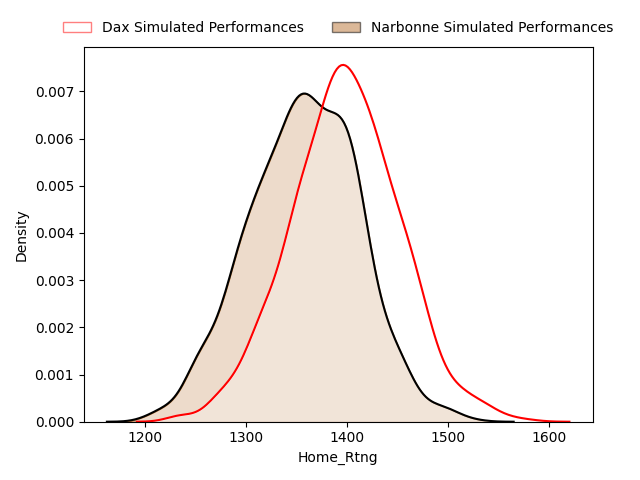 Dax Simulated Performances
Narbonne Simulated Performances
Density
0.007
0.006
0.005
0.004
0.003
0.002
0.001
0.000
1200 1300 1400 1500 1600
Home_Rtng